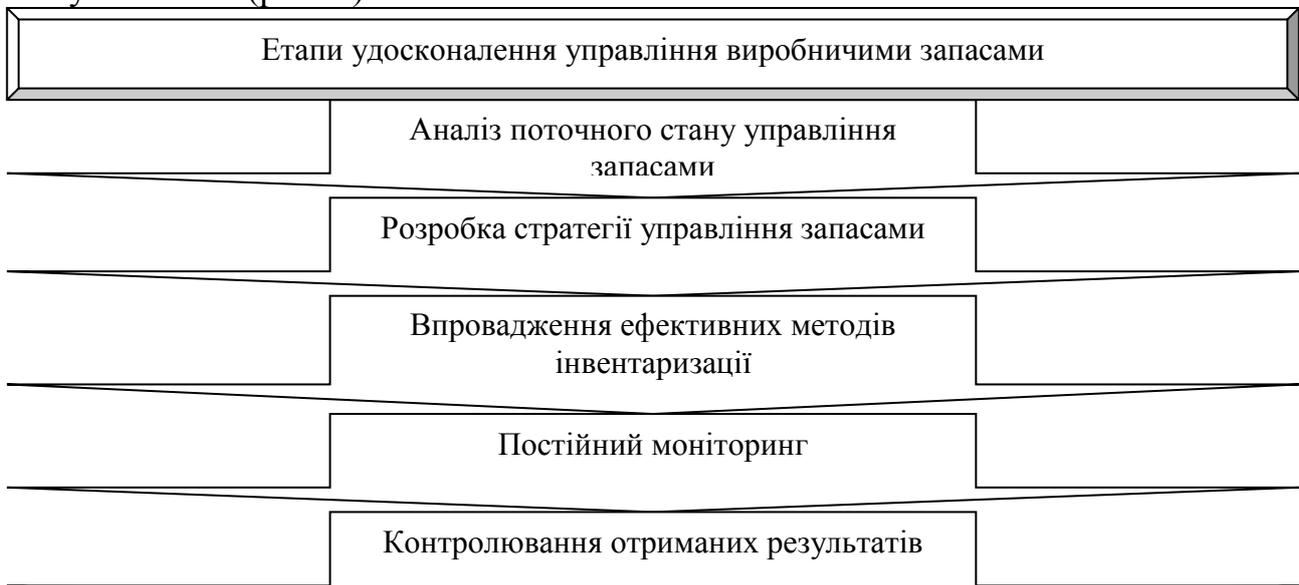 Етапи удосконалення управління виробничими запасами
Аналіз поточного стану управління
запасами
Розробка стратегії управління запасами
Впровадження ефективних методів
інвентаризації
Постійний моніторинг
Контролювання отриманих результатів